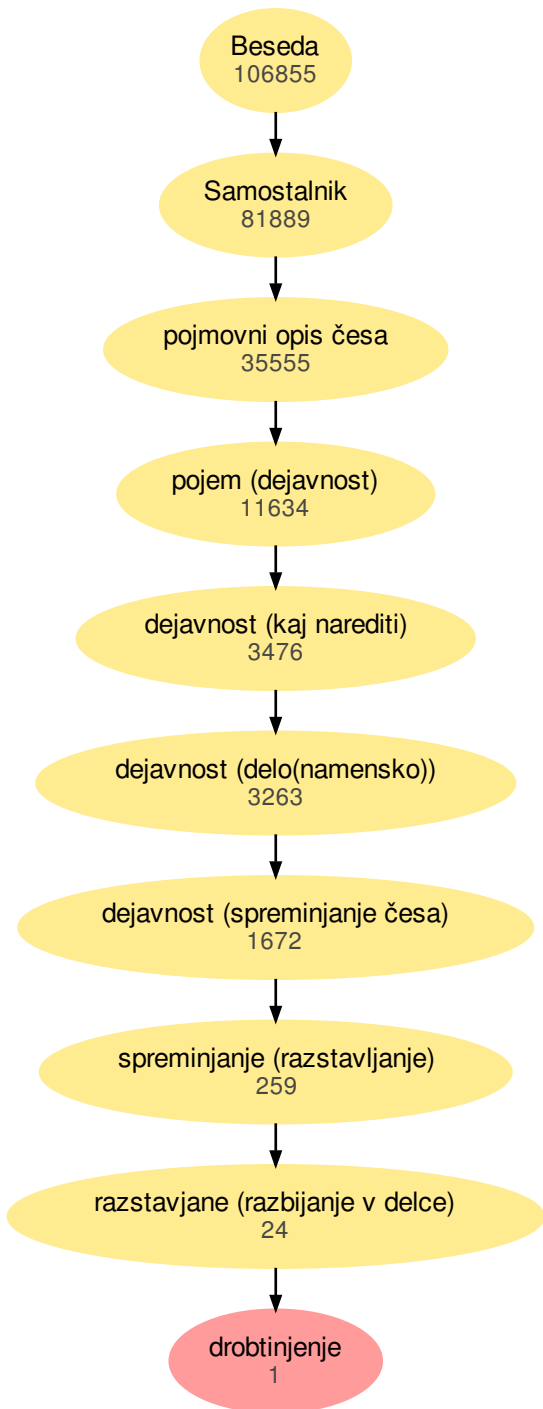 Beseda
106855
Samostalnik
81889
pojmovni opis česa
35555
pojem (dejavnost)
11634
dejavnost (kaj narediti)
3476
dejavnost (delo(namensko))
3263
dejavnost (spreminjanje česa)
1672
spreminjanje (razstavljanje)
259
razstavjane (razbijanje v delce)
24
drobtinjenje
1